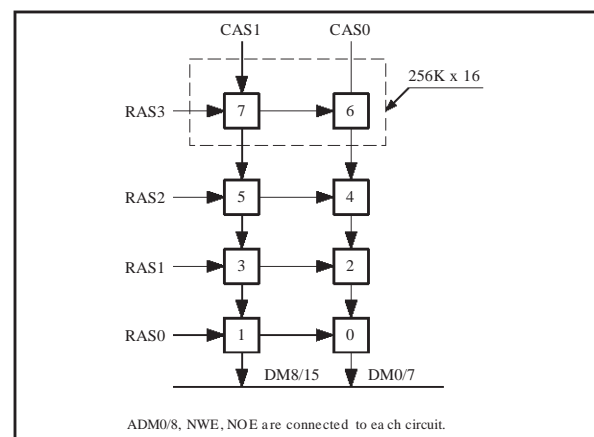 CAS1 CAS0
256K x 16
RAS3 7 6
RAS2 5 4
RAS1 3 2
RAS0 1 0
DM8/15 DM0/7
ADM0/8, NWE, NOE are connected to each circuit.